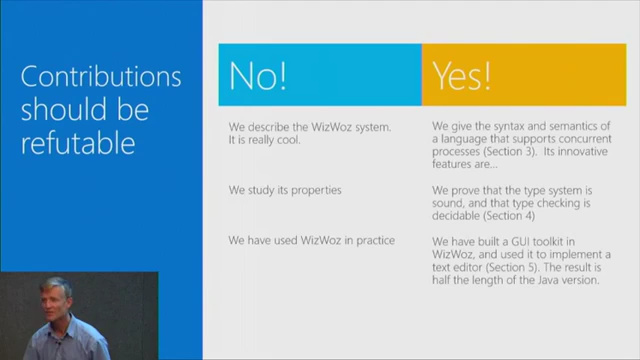 Contributions
should be
refutable
No!
Yes!
We describe the WizWoz system.
It is really cool.
We give the syntax and semantics of
a language that supports concurrent
processes (Section 3). Its innovative
features are...
We study its properties
We prove that the type system is
sound, and that type checking is
decidable (Section 4)
We have used WizWoz in practice
We have built a GUI toolkit in
WizWoz, and used it to implement a
text editor (Section 5). The result is
half the length of the Java version.